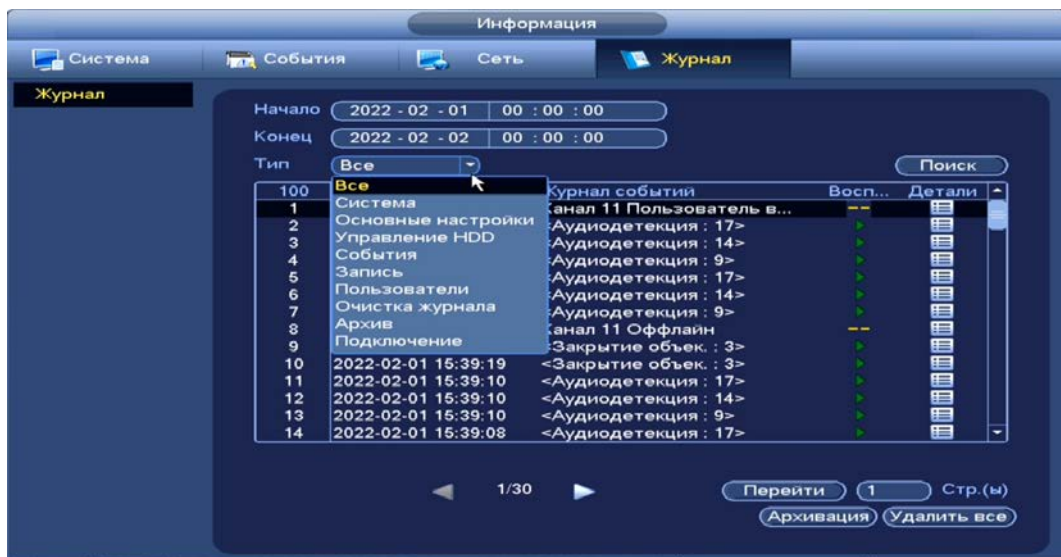 Информация
Система События Сеть Журнал
Журнал
Начало 2022 - 02 - 01 00 : 00 : 00
Конец 2022 - 02 - 02 00 : 00 : 00
Тип Все Поиск
100 Все Журнал событий Восп... Детали
1 Система Канал 11 Пользователь в... --
2 Основные настройки <Аудиодетекция : 17>
3 Управление HDD <Аудиодетекция : 14>
4 События <Аудиодетекция : 9>
5 Запись <Аудиодетекция : 17>
6 Пользователи <Аудиодетекция : 14>
7 Очистка журнала <Аудиодетекция : 9>
8 Архив Канал 11 Оффлайн --
9 Подключение <Закрытие объек. : 3>
10 2022-02-01 15:39:19 <Закрытие объек. : 3>
11 2022-02-01 15:39:10 <Аудиодетекция : 17>
12 2022-02-01 15:39:10 <Аудиодетекция : 14>
13 2022-02-01 15:39:10 <Аудиодетекция : 9>
14 2022-02-01 15:39:08 <Аудиодетекция : 17>
1/30 Перейти 1 Стр.(ы)
Архивация Удалить все